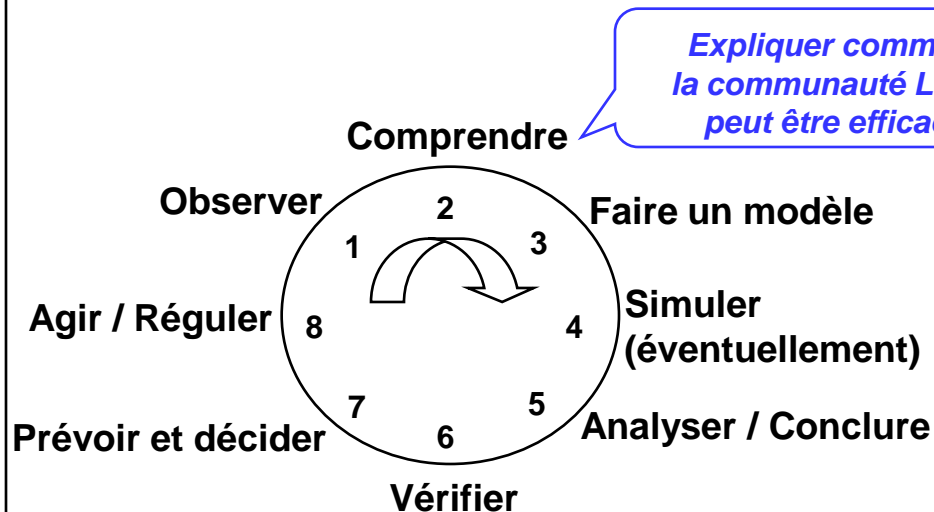 Expliquer comm
la communauté L
peut être effica
Comprendre
Observer
2
Faire un modèle
1
3
Agir / Réguler
8
4
Simuler
(éventuellement)
7
5
Prévoir et décider
6
Analyser / Conclure
Vérifier